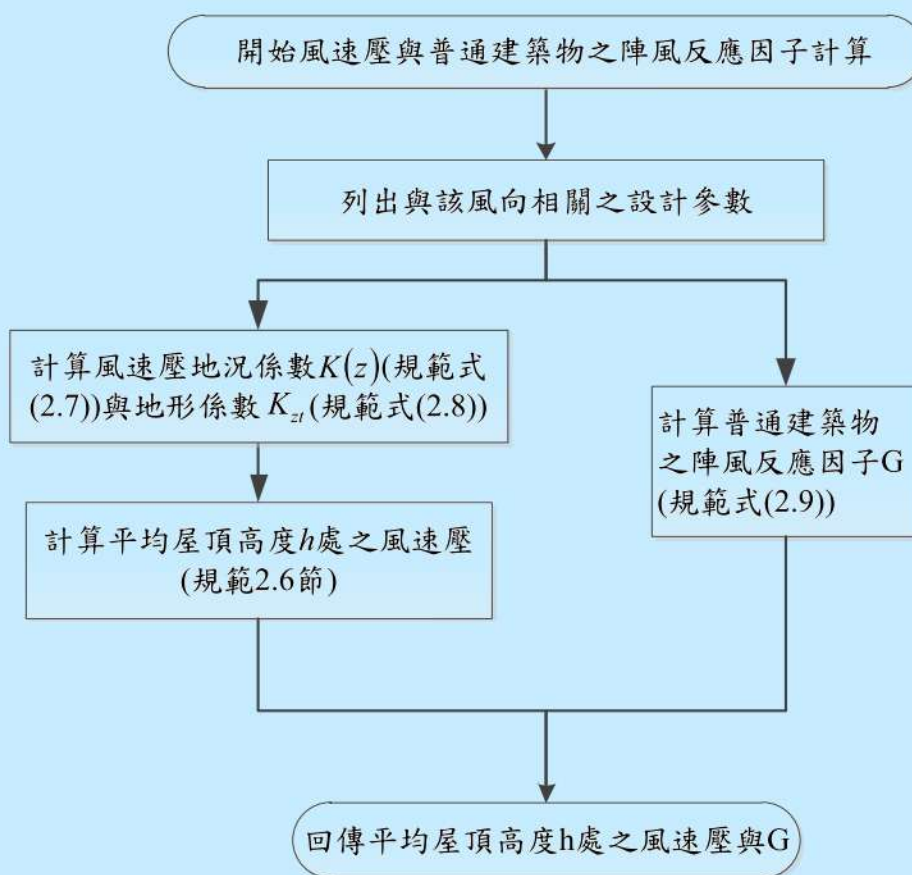 開始風速壓與普通建築物之陣風反應因子計算
列出與該風向相關之設計參數
計算風速壓地況係數K(z)(規範式
(2.7))與地形係數 K_{zt} (規範式(2.8))
計算平均屋頂高度h處之風速壓
(規範2.6節)
計算普通建築物
之陣風反應因子G
(規範式(2.9))
回傳平均屋頂高度h處之風速壓與G